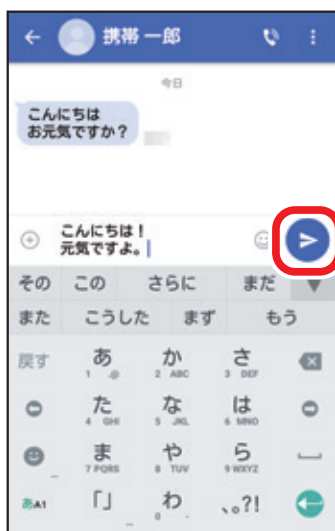 携帯 一郎
今日
こんにちは
お元気ですか？
こんにちは！
元気ですよ。
その この さらに まだ
また こうした まず もう
戻す あ か さ
1 .@ 2 ABC 3 DEF
た な は
4 GHI 5 JKL 6 MNO
ま や ら
7 PQRS 8 TUV 9 WXYZ
あA1 「」 わ 、。?!
0